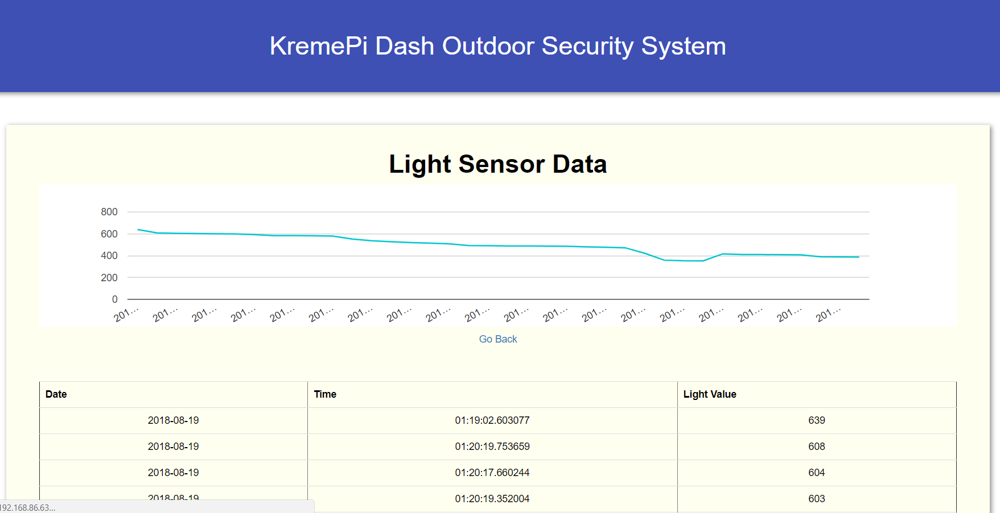 KremePi Dash Outdoor Security System
Light Sensor Data
800
600
400
200
0
201... 201... 201... 201... 201... 201... 201... 201... 201... 201... 201... 201... 201... 201... 201... 201... 201... 201... 201...
Go Back
Date Time Light Value
2018-08-19 01:19:02.603077 639
2018-08-19 01:20:19.753659 608
2018-08-19 01:20:17.660244 604
2018-08-19 01:20:19.352004 603
192.168.86.63...